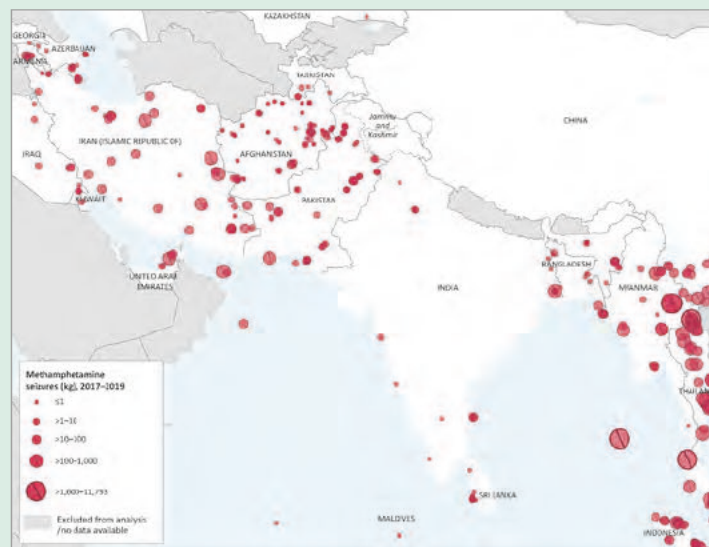 KAZAKHSTAN
GEORGIA
ARMENIA
AZERBAIJAN
TAJIKISTAN
Jammu
and
Kashmir
CHINA
IRAN (ISLAMIC REPUBLIC OF)
AFGHANISTAN
IRAQ
KUWAIT
PAKISTAN
UNITED ARAB
EMIRATES
INDIA
BANGLADESH
MYANMAR
THAILA
Methamphetamine
seizures (kg), 2017–2019
≤1
>1–10
>10–100
>100–1,000
Excluded from analysis
/no data available
SRI LANKA
MALDIVES
INDONESIA